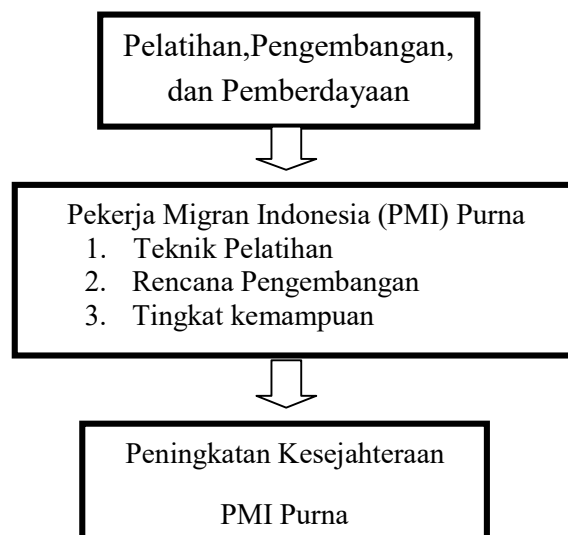 Pelatihan,Pengembangan,
dan Pemberdayaan
Pekerja Migran Indonesia (PMI) Purna
1. Teknik Pelatihan
2. Rencana Pengembangan
3. Tingkat kemampuan
Peningkatan Kesejahteraan
PMI Purna